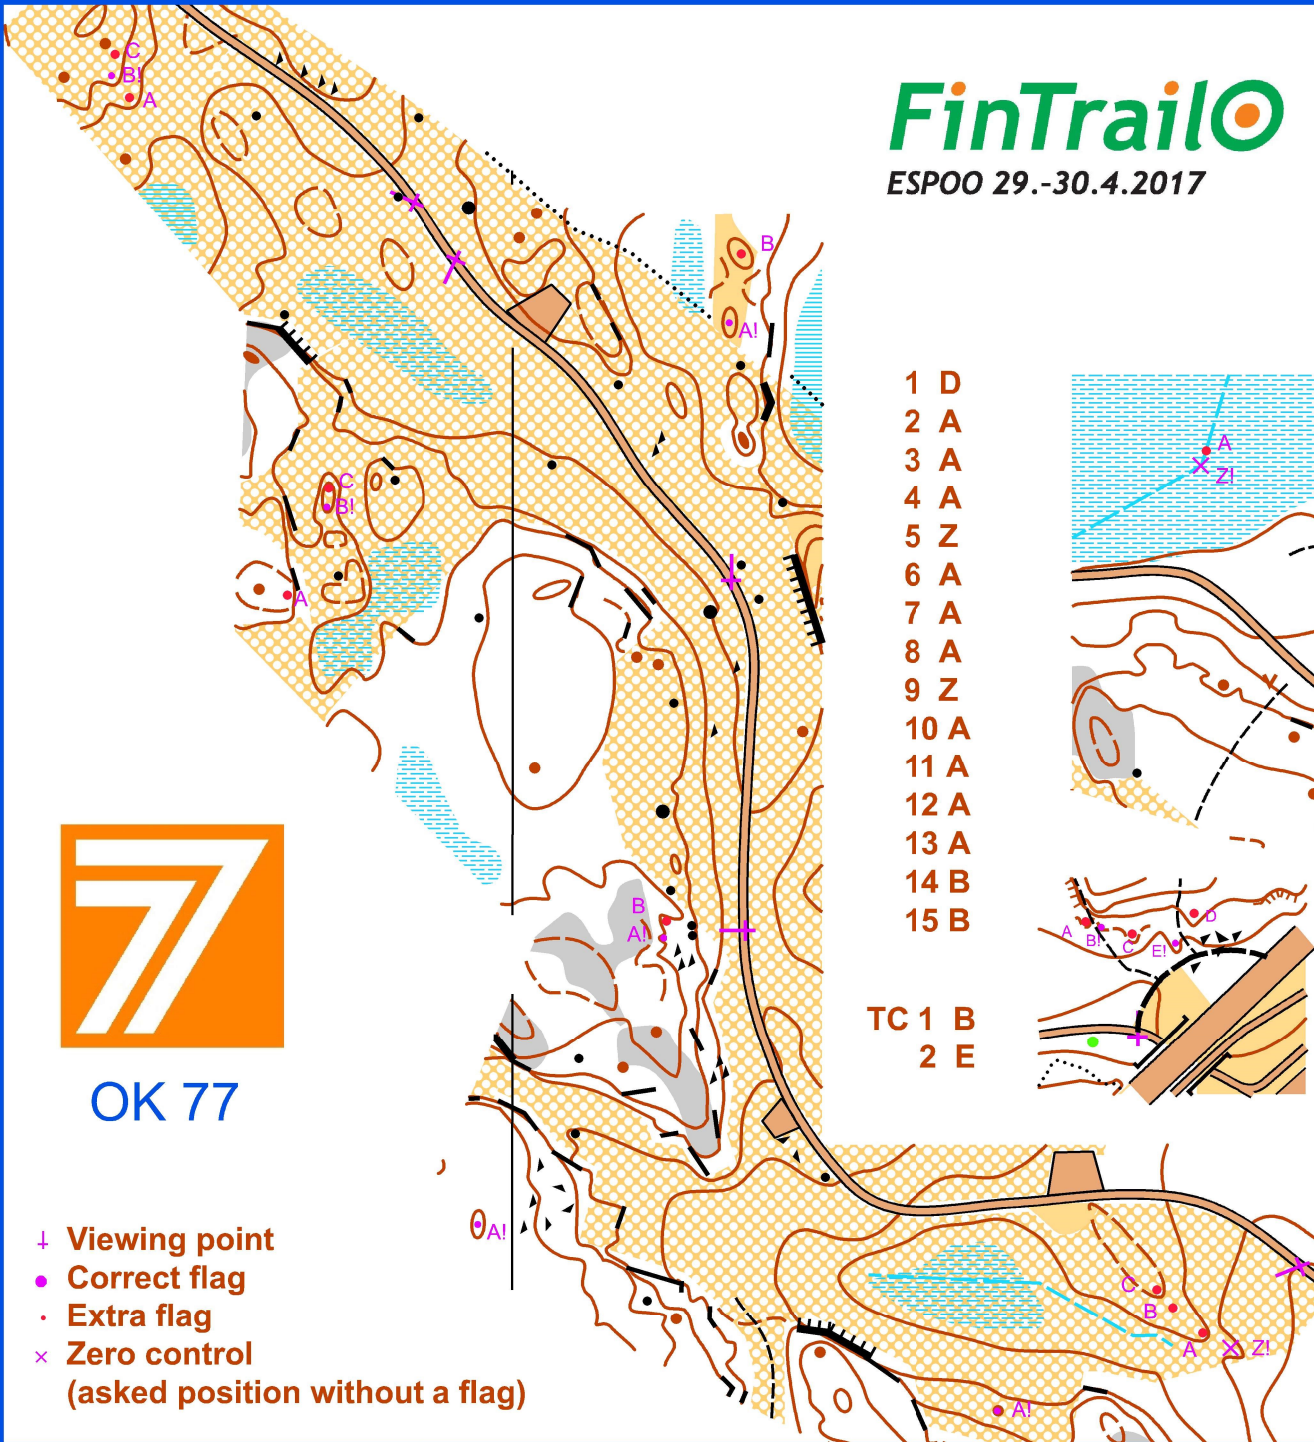 FinTrailO
ESPOO 29.-30.4.2017
C
B!
A
B
A!
C
B!
A
A
Z!
1 D
2 A
3 A
4 A
5 Z
6 A
7 A
8 A
9 Z
10 A
11 A
12 A
13 A
14 B
15 B
TC 1 B
2 E
B
A!
A
B!
C
E!
D
OK 77
A!
Viewing point
Correct flag
Extra flag
Zero control
(asked position without a flag)
C
B
A
Z!
A!